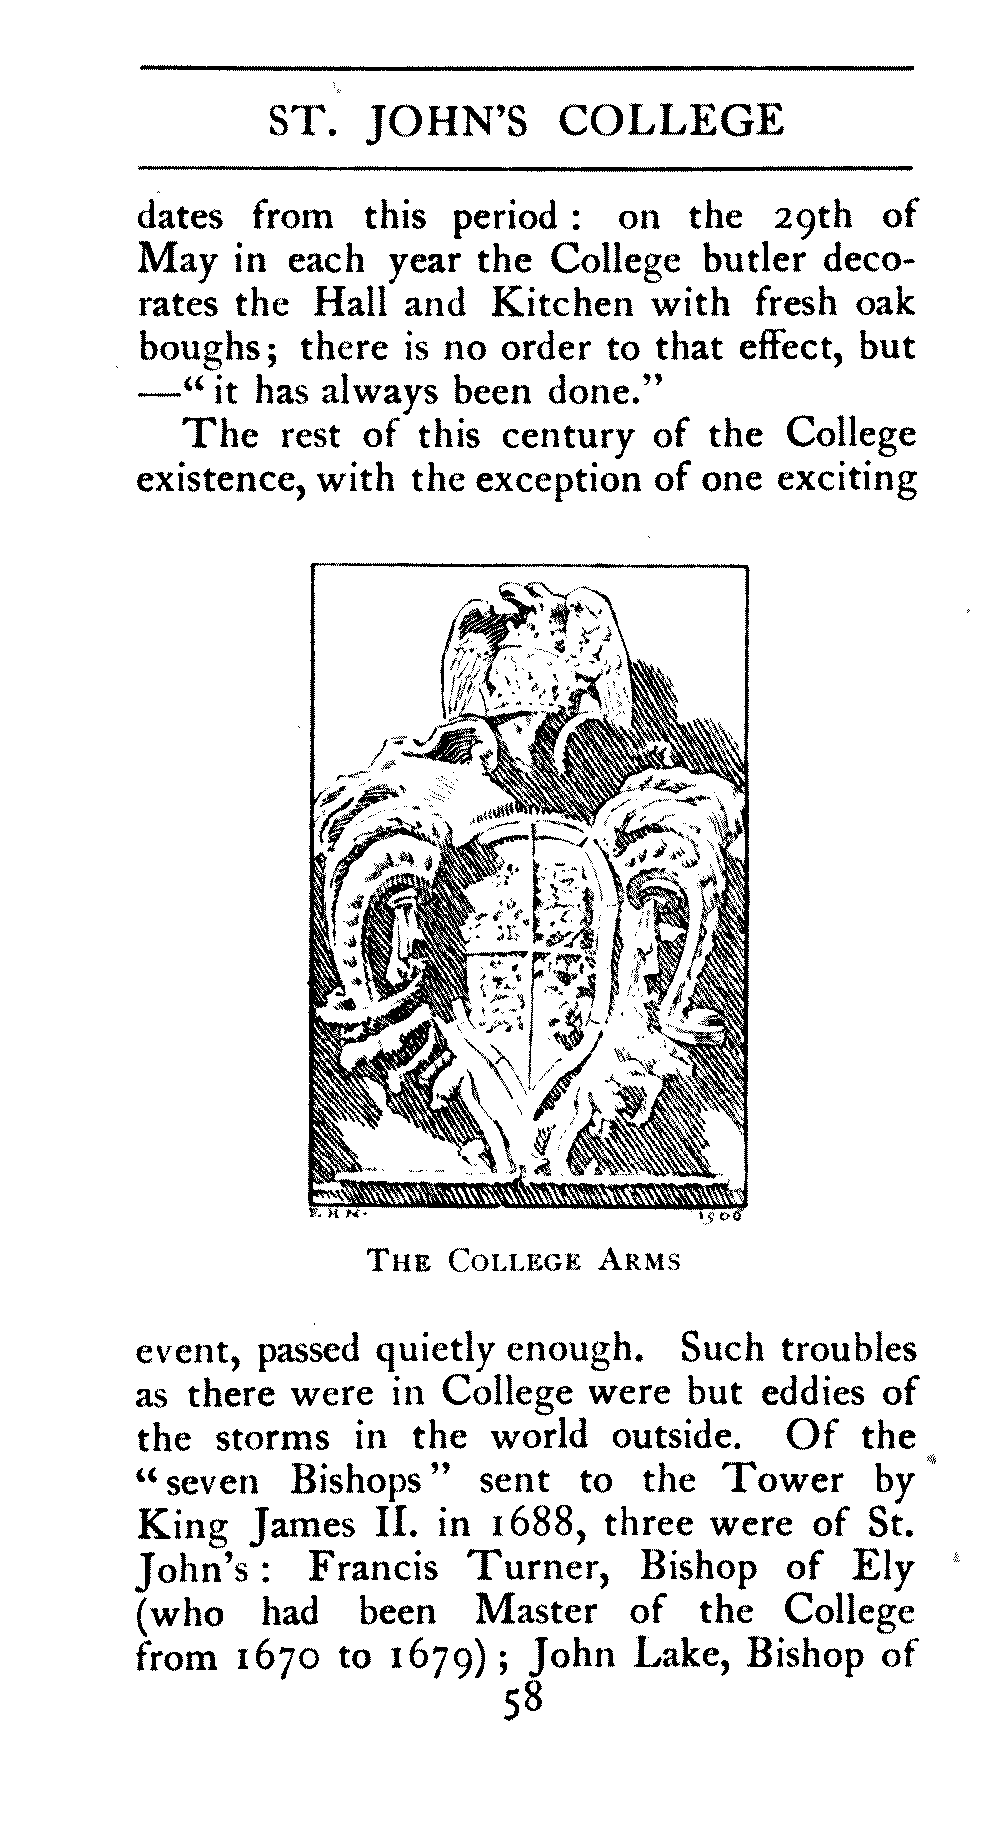 ST. JOHN'S COLLEGE
dates from this period : on the 29th of
May in each year the College butler deco-
rates the Hall and Kitchen with fresh oak
boughs; there is no order to that effect, but
—“it has always been done.”
The rest of this century of the College
existence, with the exception of one exciting
F. H N. 1906
THE COLLEGE ARMS
event, passed quietly enough. Such troubles
as there were in College were but eddies of
the storms in the world outside. Of the
“seven Bishops” sent to the Tower by
King James II. in 1688, three were of St.
John's : Francis Turner, Bishop of Ely
(who had been Master of the College
from 1670 to 1679) ; John Lake, Bishop of
58